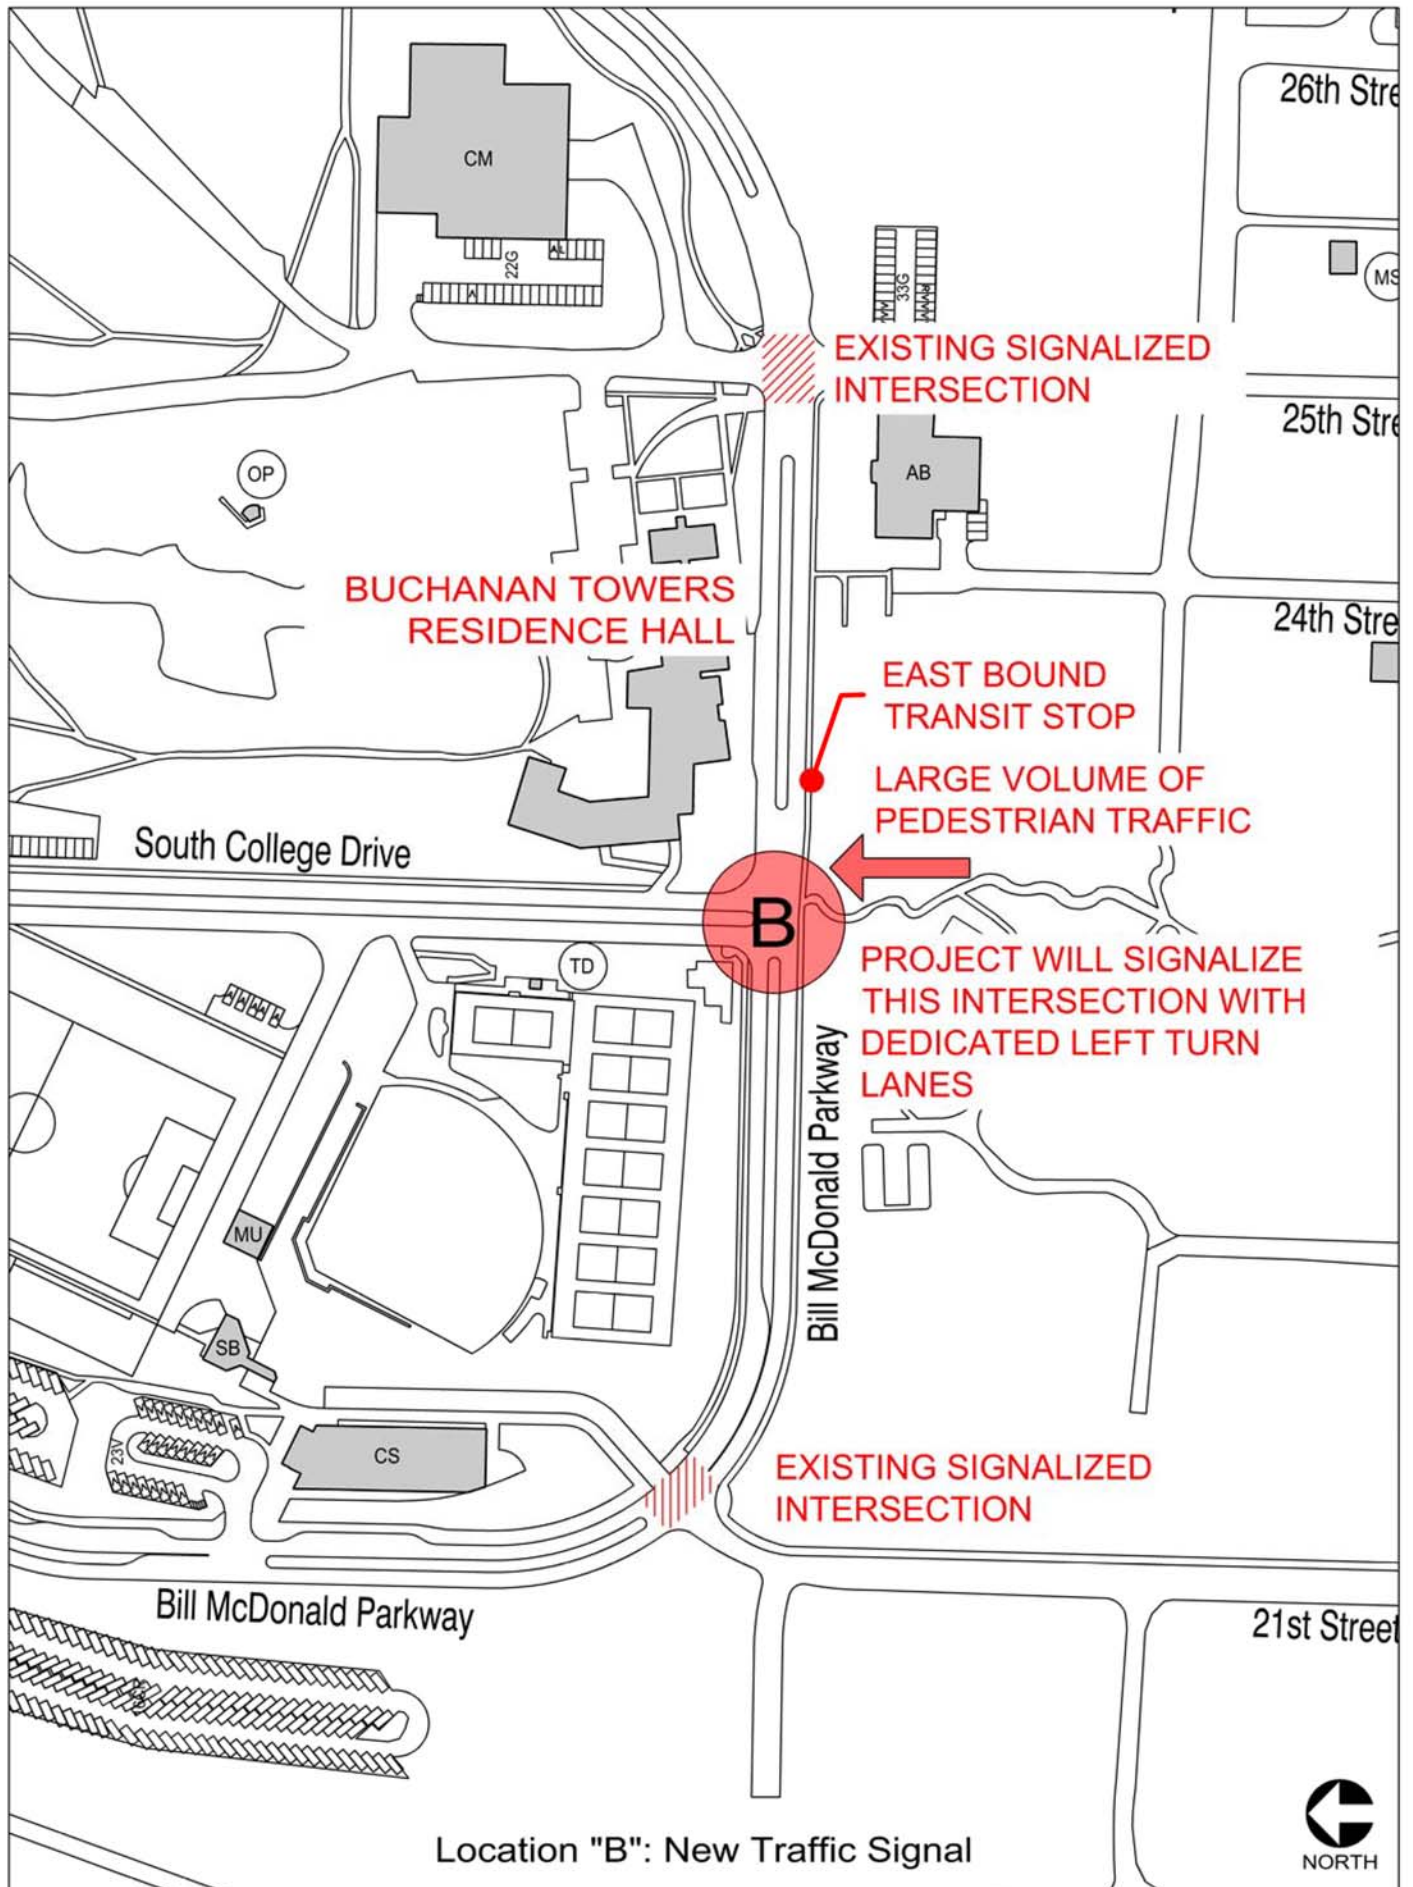 26th Stre
CM
22G
A
33G
MS
EXISTING SIGNALIZED
INTERSECTION
25th Stre
OP
AB
BUCHANAN TOWERS
RESIDENCE HALL
24th Stre
EAST BOUND
TRANSIT STOP
LARGE VOLUME OF
PEDESTRIAN TRAFFIC
South College Drive
B
TD
PROJECT WILL SIGNALIZE
THIS INTERSECTION WITH
DEDICATED LEFT TURN
LANES
Bill McDonald Parkway
MU
SB
23V
CS
EXISTING SIGNALIZED
INTERSECTION
Bill McDonald Parkway
21st Street
Location "B": New Traffic Signal
NORTH